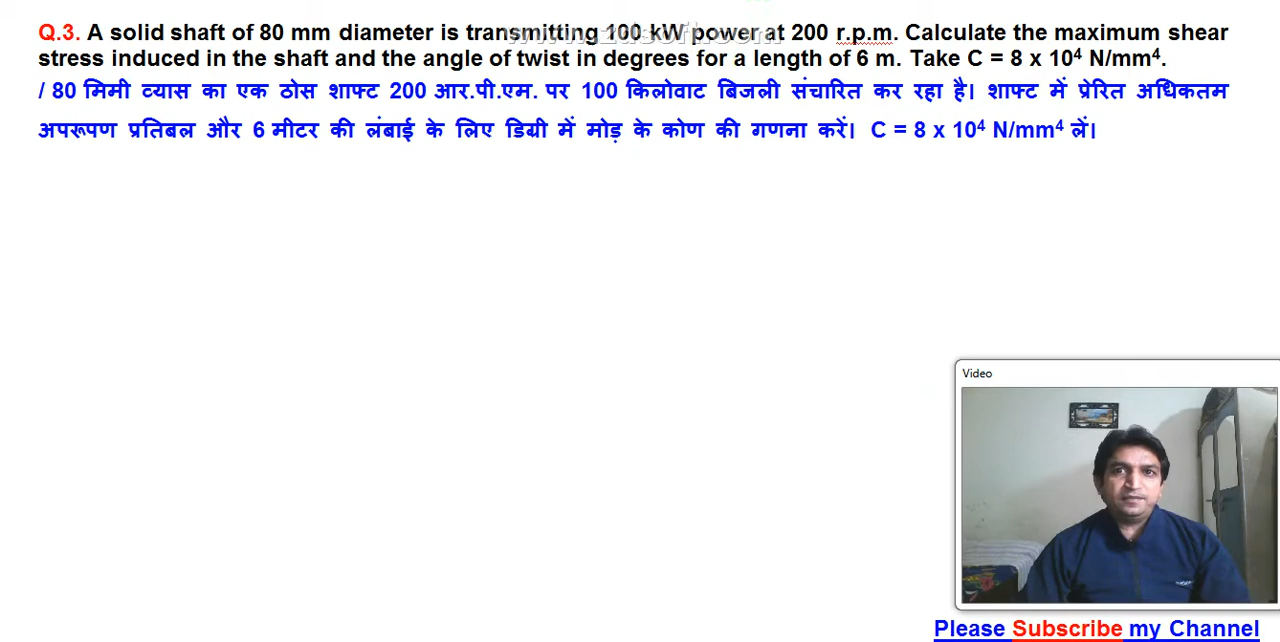 Q.3. A solid shaft of 80 mm diameter is transmitting 100 kW power at 200 r.p.m. Calculate the maximum shear
stress induced in the shaft and the angle of twist in degrees for a length of 6 m. Take C = 8 x 10⁴ N/mm⁴.
/ 80 मिमी व्यास का एक ठोस शाफ्ट 200 आर.पी.एम. पर 100 किलोवाट बिजली संचारित कर रहा है। शाफ्ट में प्रेरित अधिकतम
अपरूपण प्रतिबल और 6 मीटर की लंबाई के लिए डिग्री में मोड़ के कोण की गणना करें। C = 8 x 10⁴ N/mm⁴ लें।
Video
Please Subscribe my Channel